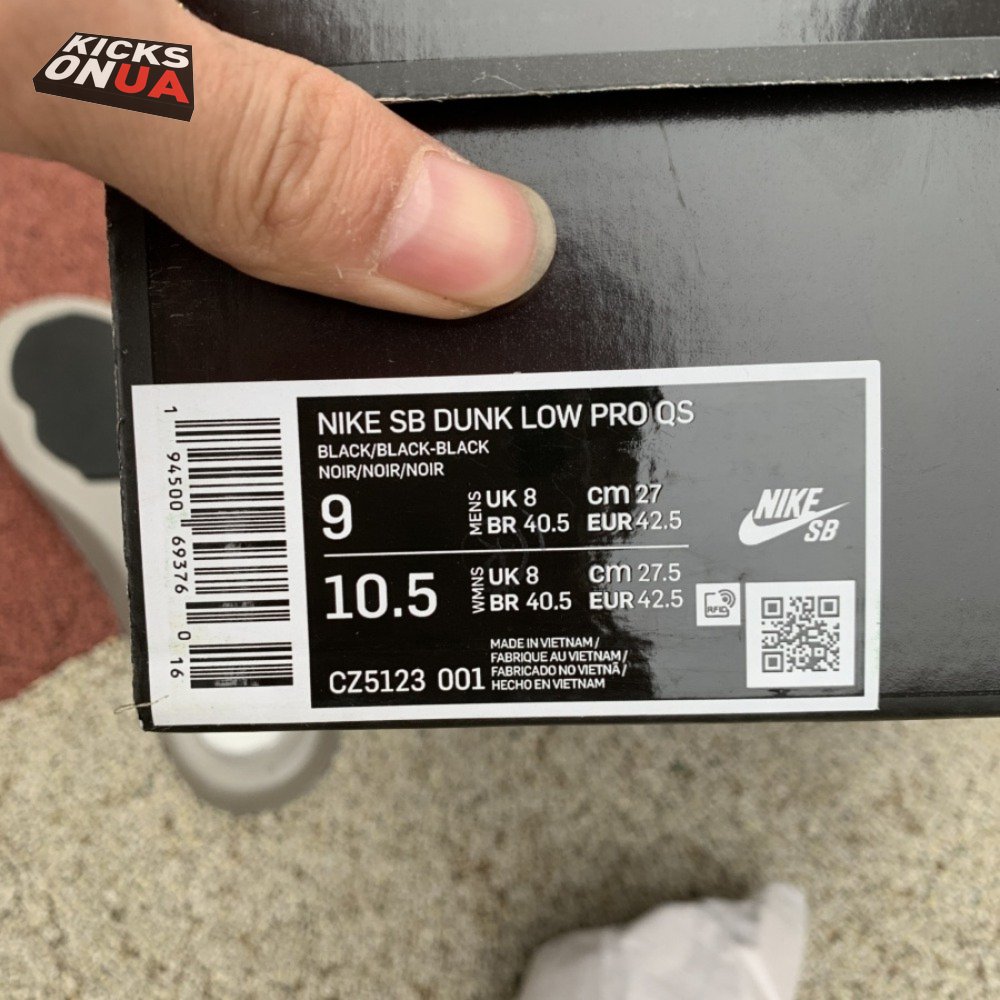 KICKS
ONUA
NIKE SB DUNK LOW PRO QS
BLACK/BLACK-BLACK
NOIR/NOIR/NOIR
9
MENS
UK 8 cm 27
BR 40.5 EUR 42.5
10.5
WMNS
UK 8 cm 27.5
BR 40.5 EUR 42.5
CZ5123 001
MADE IN VIETNAM /
FABRIQUE AU VIETNAM /
FABRICADO NO VIETNÃ /
HECHO EN VIETNAM
NIKE
SB
RFID
1 94500 69376 0 16